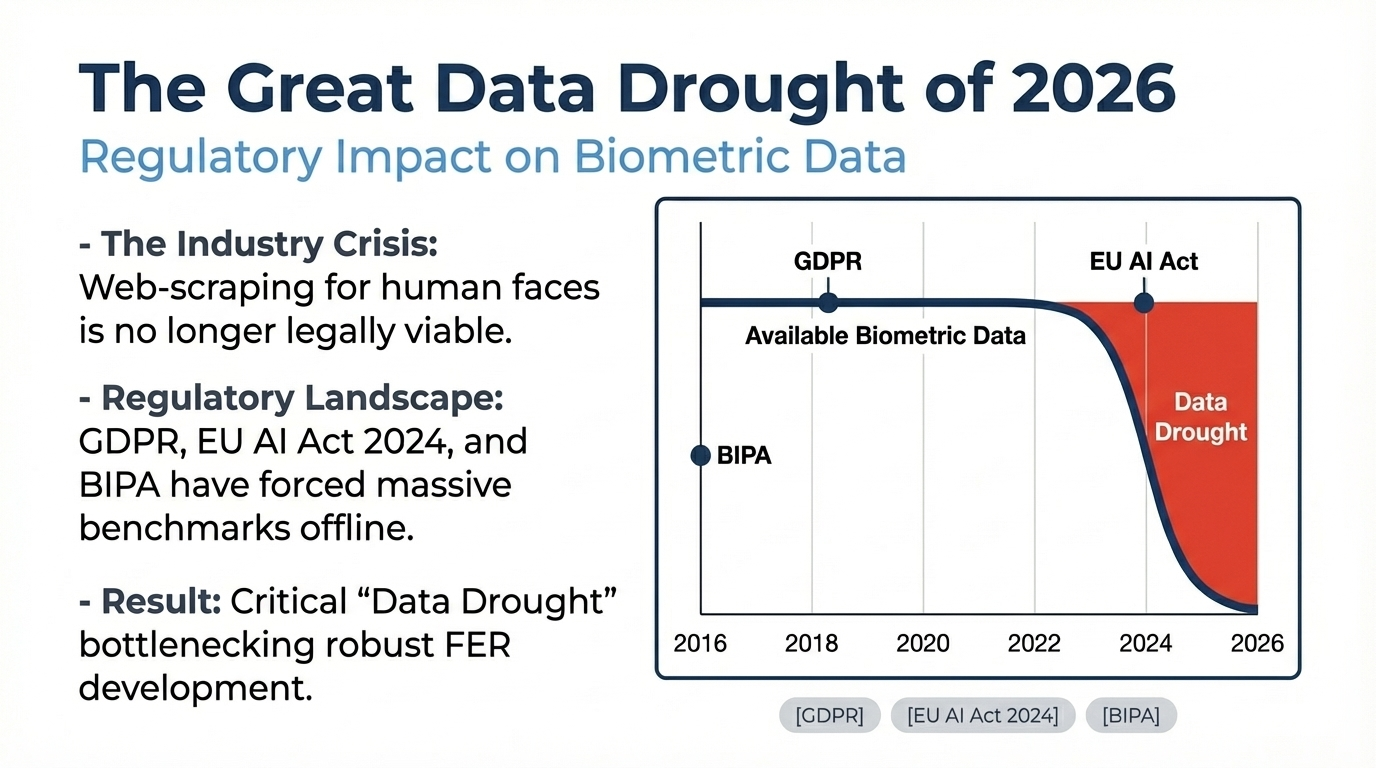 The Great Data Drought of 2026
Regulatory Impact on Biometric Data
- The Industry Crisis:
Web-scraping for human faces
is no longer legally viable.
- Regulatory Landscape:
GDPR, EU AI Act 2024, and
BIPA have forced massive
benchmarks offline.
- Result: Critical “Data Drought”
bottlenecking robust FER
development.
GDPR
EU AI Act
Available Biometric Data
Data
Drought
BIPA
2016 2018 2020 2022 2024 2026
[GDPR] [EU AI Act 2024] [BIPA]